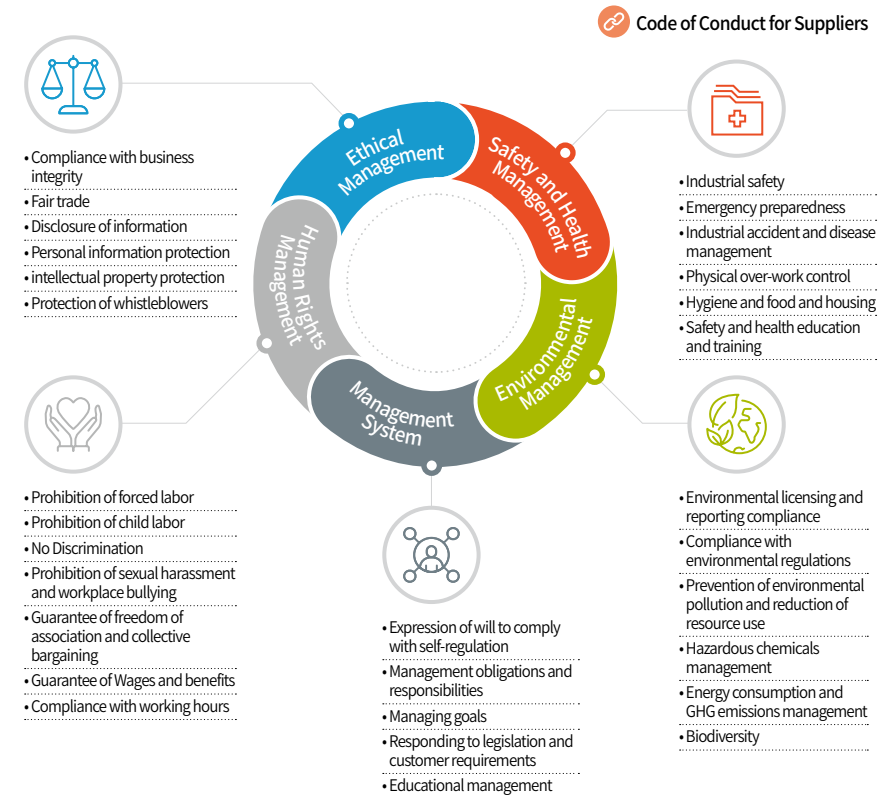 Code of Conduct for Suppliers
Ethical
Management
Safety and Health
Management
Environmental
Management
Management
System
Human Rights
Management
• Compliance with business
integrity
• Fair trade
• Disclosure of information
• Personal information protection
• intellectual property protection
• Protection of whistleblowers
• Industrial safety
• Emergency preparedness
• Industrial accident and disease
management
• Physical over-work control
• Hygiene and food and housing
• Safety and health education
and training
• Prohibition of forced labor
• Prohibition of child labor
• No Discrimination
• Prohibition of sexual harassment
and workplace bullying
• Guarantee of freedom of
association and collective
bargaining
• Guarantee of Wages and benefits
• Compliance with working hours
• Expression of will to comply
with self-regulation
• Management obligations and
responsibilities
• Managing goals
• Responding to legislation and
customer requirements
• Educational management
• Environmental licensing and
reporting compliance
• Compliance with
environmental regulations
• Prevention of environmental
pollution and reduction of
resource use
• Hazardous chemicals
management
• Energy consumption and
GHG emissions management
• Biodiversity